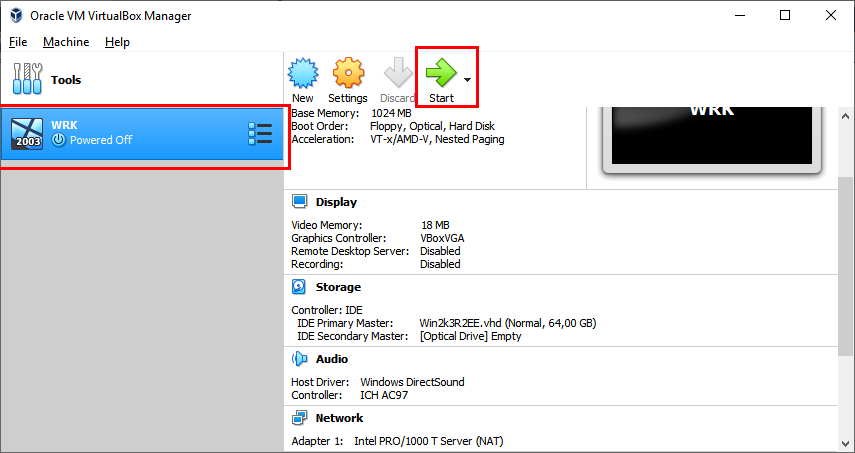 Oracle VM VirtualBox Manager
File Machine Help
Tools
New Settings Discard Start
2003
WRK
Powered Off
Base Memory: 1024 MB
Boot Order: Floppy, Optical, Hard Disk
Acceleration: VT-x/AMD-V, Nested Paging
WRK
Display
Video Memory: 18 MB
Graphics Controller: VBoxVGA
Remote Desktop Server: Disabled
Recording: Disabled
Storage
Controller: IDE
IDE Primary Master: Win2k3R2EE.vhd (Normal, 64,00 GB)
IDE Secondary Master: [Optical Drive] Empty
Audio
Host Driver: Windows DirectSound
Controller: ICH AC97
Network
Adapter 1: Intel PRO/1000 T Server (NAT)